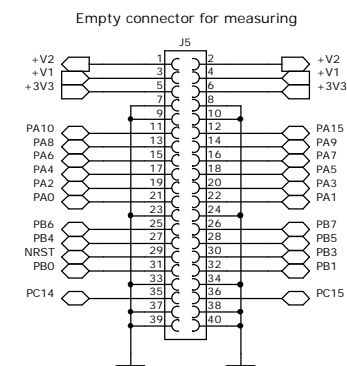 Empty connector for measuring
J5
+V2 1 2 +V2
+V1 3 4 +V1
+3V3 5 6 +3V3
7 8
9 10
PA10 11 12 PA15
PA8 13 14 PA9
PA6 15 16 PA7
PA4 17 18 PA5
PA2 19 20 PA3
PA0 21 22 PA1
23 24
PB6 25 26 PB7
PB4 27 28 PB5
NRST 29 30 PB3
PB0 31 32 PB1
33 34
PC14 35 36 PC15
37 38
39 40